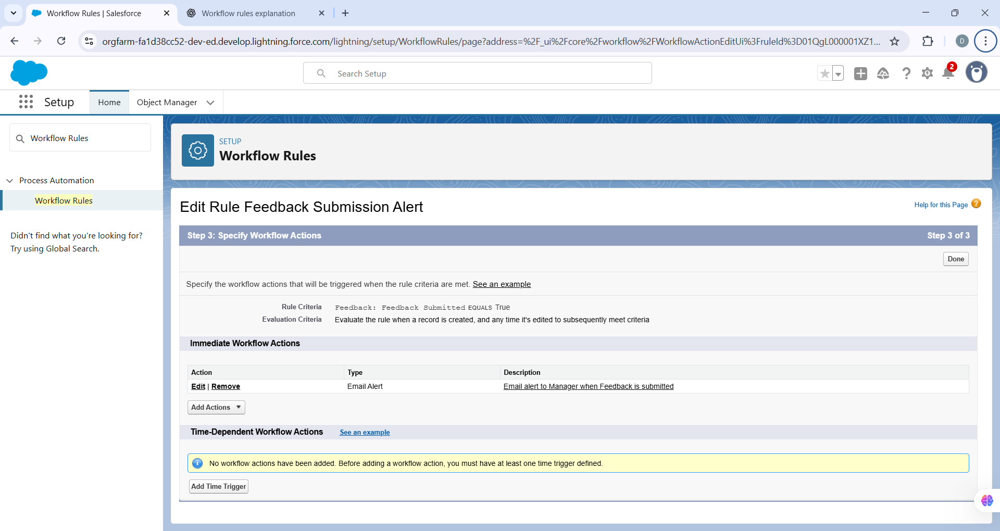 Workflow Rules | Salesforce
Workflow rules explanation
orgfarm-fa1d38cc52-dev-ed.develop.lightning.force.com/lightning/setup/WorkflowRules/page?address=%2F_ui%2Fcore%2Fworkflow%2FWorkflowActionEditUi%3FruleId%3D01QgL000001XZ1...
D
Search Setup
2
Setup
Home
Object Manager
Workflow Rules
SETUP
Workflow Rules
Process Automation
Workflow Rules
Didn't find what you're looking for?
Try using Global Search.
Edit Rule Feedback Submission Alert
Help for this Page ?
Step 3: Specify Workflow Actions
Step 3 of 3
Done
Specify the workflow actions that will be triggered when the rule criteria are met. See an example
Rule Criteria
Feedback: Feedback Submitted EQUALS True
Evaluation Criteria
Evaluate the rule when a record is created, and any time it's edited to subsequently meet criteria
Immediate Workflow Actions
Action Type Description
Edit | Remove Email Alert Email alert to Manager when Feedback is submitted
Add Actions
Time-Dependent Workflow Actions See an example
No workflow actions have been added. Before adding a workflow action, you must have at least one time trigger defined.
Add Time Trigger